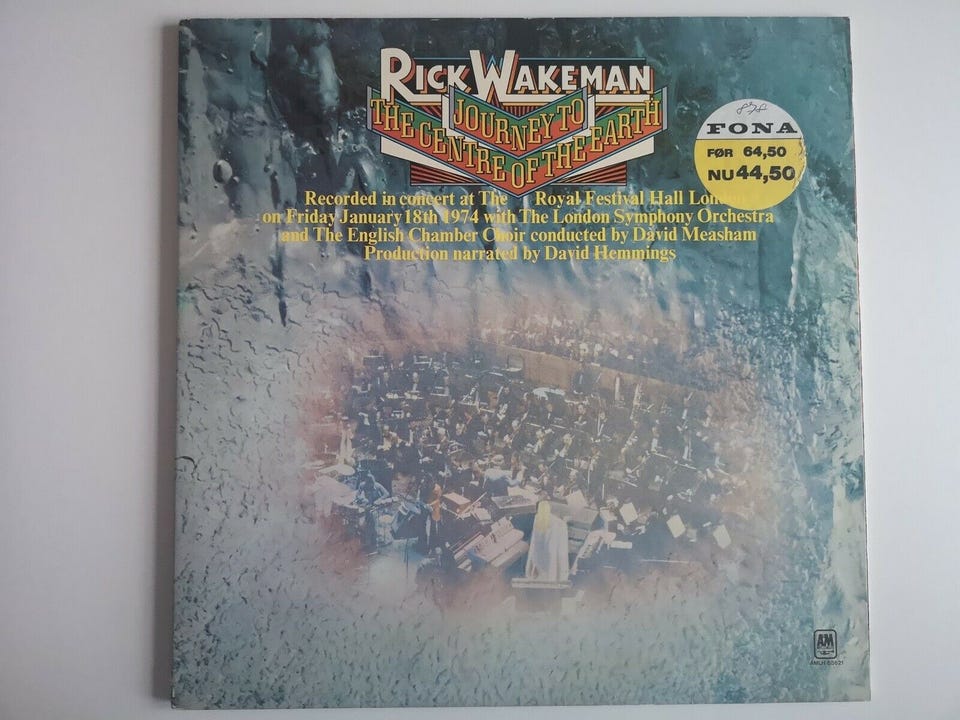 RICK WAKEMAN
JOURNEY TO
THE CENTRE OF THE EARTH
FONA
FØR 64,50
NU 44,50
Recorded in concert at The Royal Festival Hall
on Friday January 18th 1974 with The London Symphony Orchestra
and The English Chamber Choir conducted by David Measham
Production narrated by David Hemmings
A&M